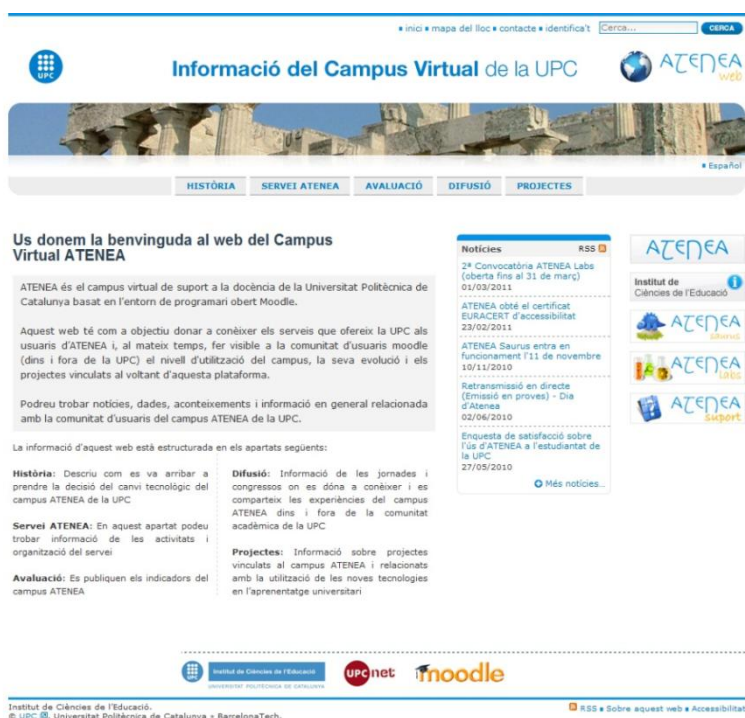 inici mapa del lloc contacte identifica't Cerca... CERCA
UPC
Informació del Campus Virtual de la UPC
ATENEA
web
Español
HISTÒRIA SERVEI ATENEA AVALUACIÓ DIFUSIÓ PROJECTES
Us donem la benvinguda al web del Campus
Virtual ATENEA
ATENEA és el campus virtual de suport a la docència de la Universitat Politècnica de
Catalunya basat en l'entorn de programari obert Moodle.
Aquest web té com a objectiu donar a conèixer els serveis que ofereix la UPC als
usuaris d'ATENEA i, al mateix temps, fer visible a la comunitat d'usuaris moodle
(dins i fora de la UPC) el nivell d'utilització del campus, la seva evolució i els
projectes vinculats al voltant d'aquesta plataforma.
Podreu trobar notícies, dades, aconteixements i informació en general relacionada
amb la comunitat d'usuaris del campus ATENEA de la UPC.
La informació d'aquest web està estructurada en els apartats següents:
Història: Descriu com es va arribar a
prendre la decisió del canvi tecnològic del
campus ATENEA de la UPC
Servei ATENEA: En aquest apartat podeu
trobar informació de les activitats i
organització del servei
Avaluació: Es publiquen els indicadors del
campus ATENEA
Difusió: Informació de les jornades i
congressos on es dóna a conèixer i es
comparteix les experiències del campus
ATENEA dins i fora de la comunitat
acadèmica de la UPC
Projectes: Informació sobre projectes
vinculats al campus ATENEA i relacionats
amb la utilització de les noves tecnologies
en l'aprenentatge universitari
Notícies RSS
2ª Convocatòria ATENEA Labs
(oberta fins al 31 de març)
01/03/2011
ATENEA obté el certificat
EURACERT d'accessibilitat
23/02/2011
ATENEA Saurus entra en
funcionament l'11 de novembre
10/11/2010
Retransmissió en directe
(Emissió en proves) - Dia
d'Atenea
02/06/2010
Enquesta de satisfacció sobre
l'ús d'ATENEA a l'estudiantat de
la UPC
27/05/2010
Més notícies...
ATENEA
Institut de
Ciències de l'Educació
ATENEA
saurus
ATENEA
labs
ATENEA
suport
UPC
Institut de Ciències de l'Educació
UNIVERSITAT POLITÈCNICA DE CATALUNYA
UPCnet
moodle
Institut de Ciències de l'Educació.
© UPC Universitat Politècnica de Catalunya • BarcelonaTech.
RSS Sobre aquest web Accessibilitat